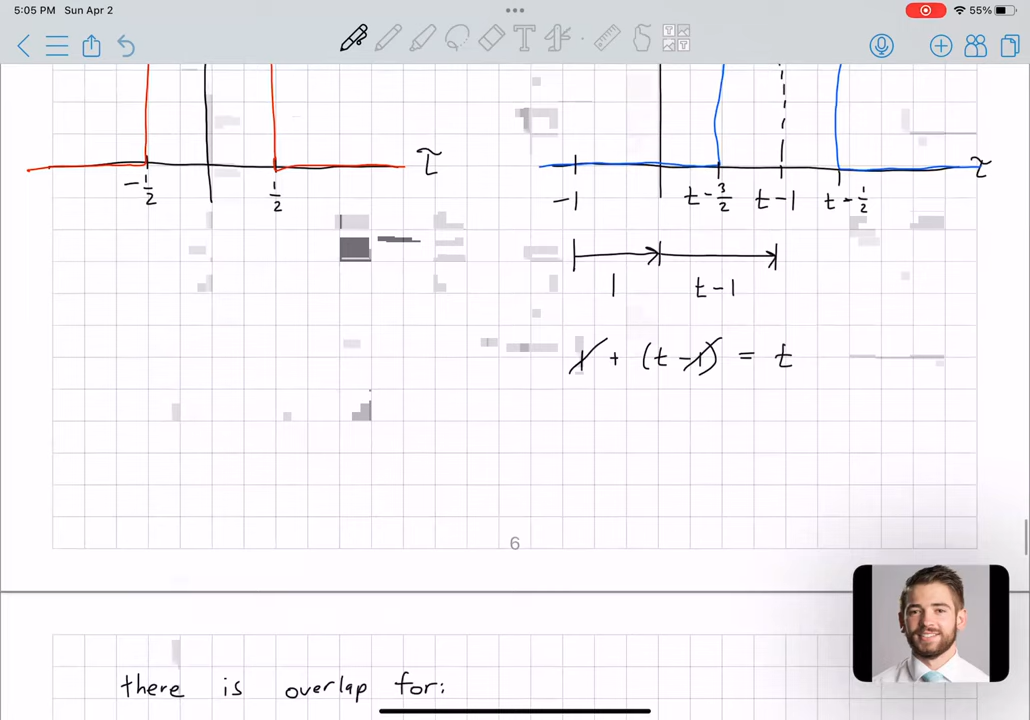 5:05 PM Sun Apr 2
55%
τ
τ
-1/2
1/2
-1
t-3/2
t-1
t-1/2
1
t-1
1 + (t-1) = t
6
there is overlap for: